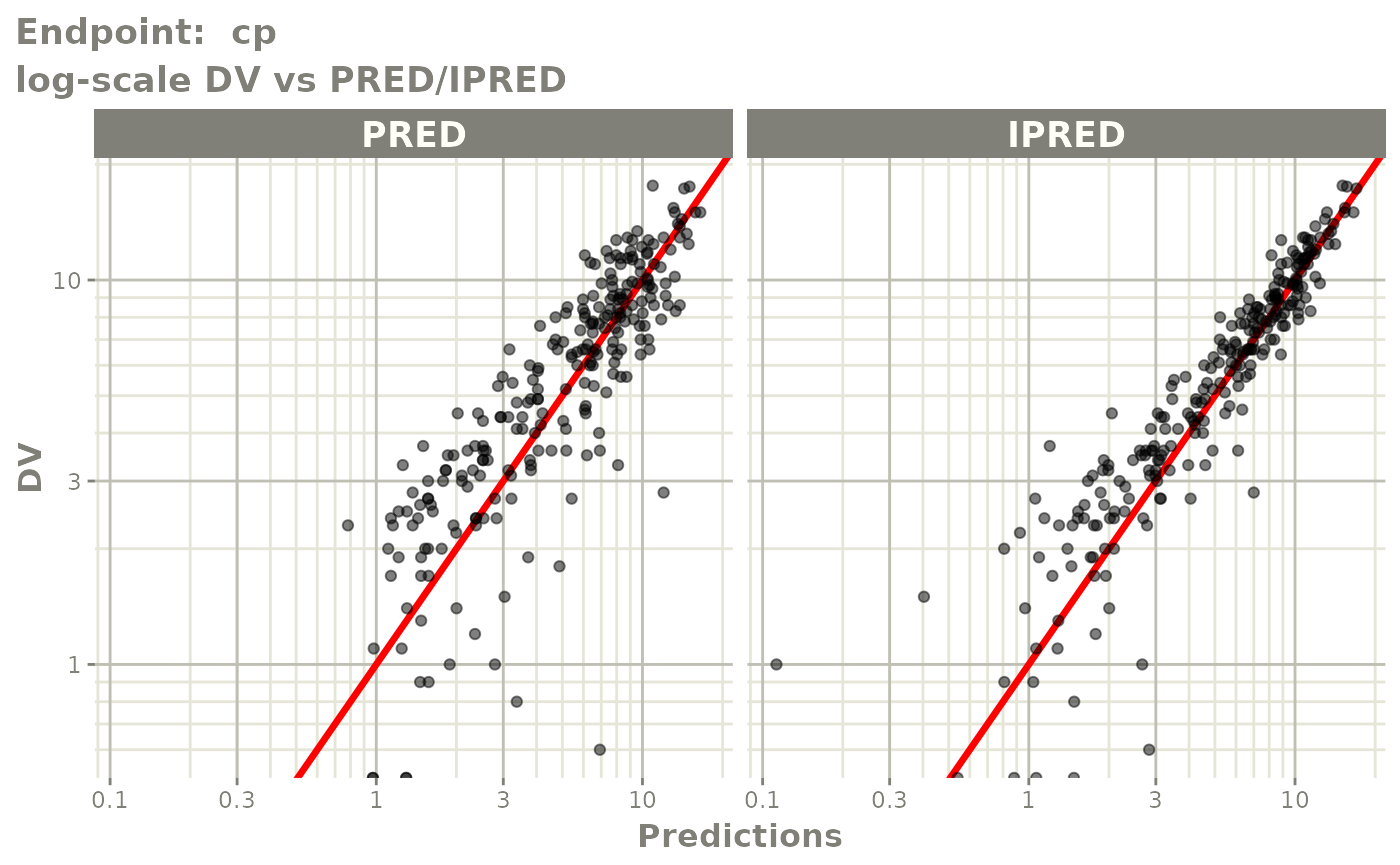 Endpoint:  cp
log-scale DV vs PRED/IPRED
PRED IPRED
DV
10
3
1
0.1 0.3 1 3 10 0.1 0.3 1 3 10
Predictions